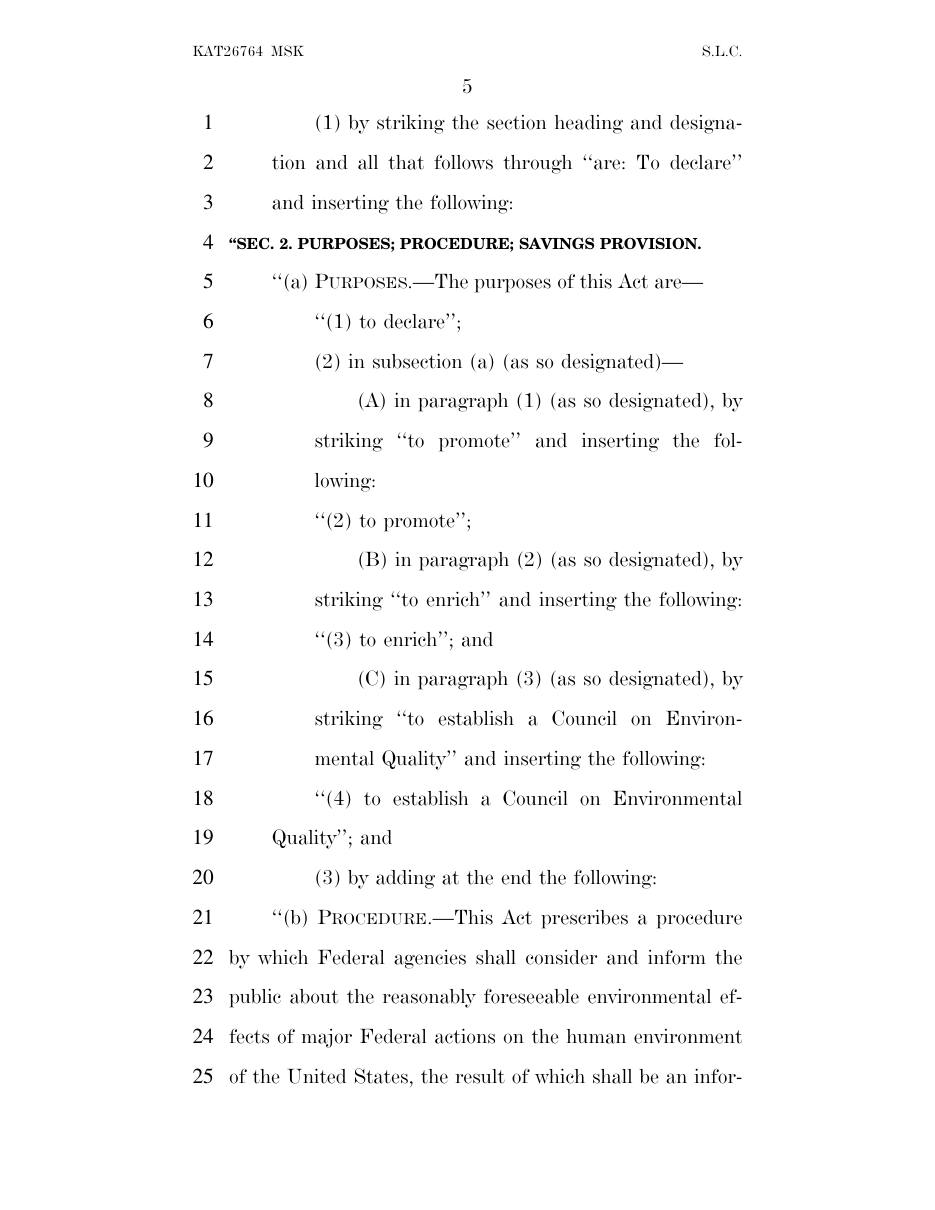 KAT26764 MSK S.L.C.
5
1 (1) by striking the section heading and designa-
2 tion and all that follows through ‘‘are: To declare’’
3 and inserting the following:
4 “SEC. 2. PURPOSES; PROCEDURE; SAVINGS PROVISION.
5 ‘‘(a) PURPOSES.—The purposes of this Act are—
6 ‘‘(1) to declare’’;
7 (2) in subsection (a) (as so designated)—
8 (A) in paragraph (1) (as so designated), by
9 striking ‘‘to promote’’ and inserting the fol-
10 lowing:
11 ‘‘(2) to promote’’;
12 (B) in paragraph (2) (as so designated), by
13 striking ‘‘to enrich’’ and inserting the following:
14 ‘‘(3) to enrich’’; and
15 (C) in paragraph (3) (as so designated), by
16 striking ‘‘to establish a Council on Environ-
17 mental Quality’’ and inserting the following:
18 ‘‘(4) to establish a Council on Environmental
19 Quality’’; and
20 (3) by adding at the end the following:
21 ‘‘(b) PROCEDURE.—This Act prescribes a procedure
22 by which Federal agencies shall consider and inform the
23 public about the reasonably foreseeable environmental ef-
24 fects of major Federal actions on the human environment
25 of the United States, the result of which shall be an infor-